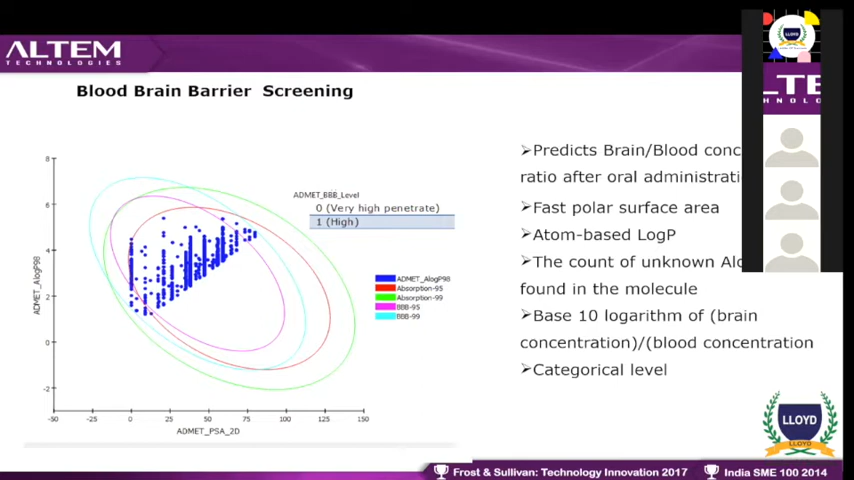 ALTEM
TECHNOLOGIES
LLOYD
Blood Brain Barrier Screening
8
6
4
2
0
-2
-50
-25
0
25
50
75
100
125
150
ADMET_AlogP98
ADMET_PSA_2D
ADMET_BBB_Level
0 (Very high penetrate)
1 (High)
ADMET_AlogP98
Absorption-95
Absorption-99
BBB-95
BBB-99
➢Predicts Brain/Blood conc
ratio after oral administrati
➢Fast polar surface area
➢Atom-based LogP
➢The count of unknown Alo
found in the molecule
➢Base 10 logarithm of (brain
concentration)/(blood concentration
➢Categorical level
LTE
HNOLO
LLOYD
LLOYD
Frost & Sullivan: Technology Innovation 2017
India SME 100 2014